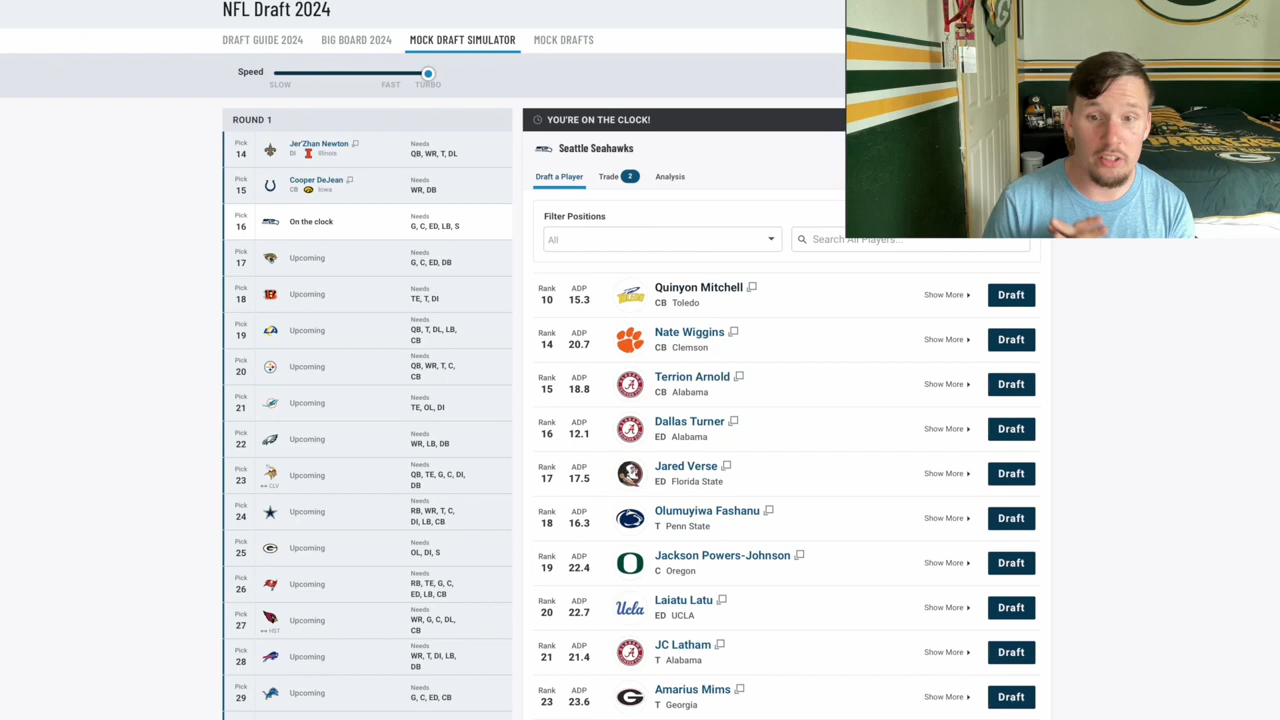 NFL Draft 2024
DRAFT GUIDE 2024 BIG BOARD 2024 MOCK DRAFT SIMULATOR MOCK DRAFTS
Speed
SLOW FAST TURBO
ROUND 1
Pick 14 Jer'Zhan Newton DI Illinois Needs QB, WR, T, DL
Pick 15 Cooper DeJean CB Iowa Needs WR, DB
Pick 16 On the clock Needs G, C, ED, LB, S
Pick 17 Upcoming Needs G, C, ED, DB
Pick 18 Upcoming Needs TE, T, DI
Pick 19 Upcoming Needs QB, T, DL, LB, CB
Pick 20 Upcoming Needs QB, WR, T, C, CB
Pick 21 Upcoming Needs TE, OL, DI
Pick 22 Upcoming Needs WR, LB, DB
Pick 23 CLV Upcoming Needs QB, TE, G, C, DI, DB
Pick 24 Upcoming Needs RB, WR, T, C, DI, LB, CB
Pick 25 Upcoming Needs OL, DI, S
Pick 26 Upcoming Needs RB, TE, G, C, ED, LB, CB
Pick 27 HST Upcoming Needs WR, G, C, DL, CB
Pick 28 Upcoming Needs WR, T, DI, LB, DB
Pick 29 Upcoming Needs G, C, ED, CB
YOU'RE ON THE CLOCK!
Seattle Seahawks
Draft a Player Trade 2 Analysis
Filter Positions
All Search All Players...
Rank 10 ADP 15.3 Quinyon Mitchell CB Toledo Show More Draft
Rank 14 ADP 20.7 Nate Wiggins CB Clemson Show More Draft
Rank 15 ADP 18.8 Terrion Arnold CB Alabama Show More Draft
Rank 16 ADP 12.1 Dallas Turner ED Alabama Show More Draft
Rank 17 ADP 17.5 Jared Verse ED Florida State Show More Draft
Rank 18 ADP 16.3 Olumuyiwa Fashanu T Penn State Show More Draft
Rank 19 ADP 22.4 Jackson Powers-Johnson C Oregon Show More Draft
Rank 20 ADP 22.7 Laiatu Latu ED UCLA Show More Draft
Rank 21 ADP 21.4 JC Latham T Alabama Show More Draft
Rank 23 ADP 23.6 Amarius Mims T Georgia Show More Draft